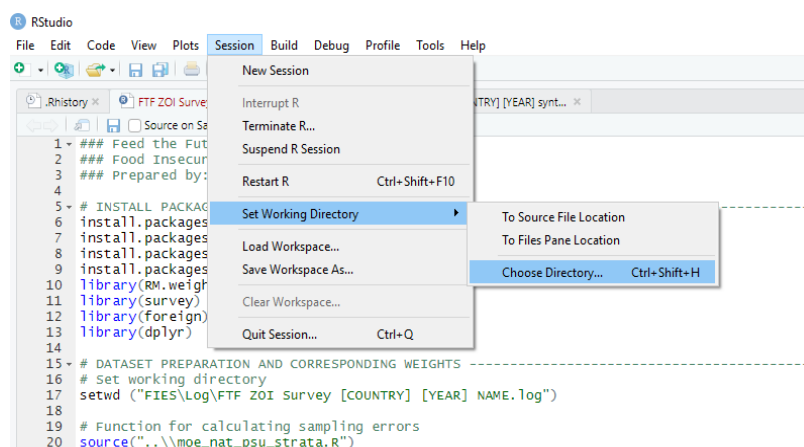 R RStudio
File Edit Code View Plots Session Build Debug Profile Tools Help
New Session
Interrupt R
Terminate R...
Suspend R Session
Restart R Ctrl+Shift+F10
Set Working Directory
Load Workspace...
Save Workspace As...
Clear Workspace...
Quit Session... Ctrl+Q
To Source File Location
To Files Pane Location
Choose Directory... Ctrl+Shift+H
.Rhistory × FTF ZOI Surve NTRY] [YEAR] synt... ×
Source on Sa
1 ### Feed the Fut
2 ### Food Insecur
3 ### Prepared by:
4
5 # INSTALL PACKAG
6 install.packages
7 install.packages
8 install.packages
9 install.packages
10 library(RM.weigh
11 library(survey)
12 library(foreign)
13 library(dplyr)
14
15 # DATASET PREPARATION AND CORRESPONDING WEIGHTS ----------------------------------------
16 # Set working directory
17 setwd ("FIES\Log\FTF ZOI Survey [COUNTRY] [YEAR] NAME.log")
18
19 # Function for calculating sampling errors
20 source("..\\moe_nat_psu_strata.R")